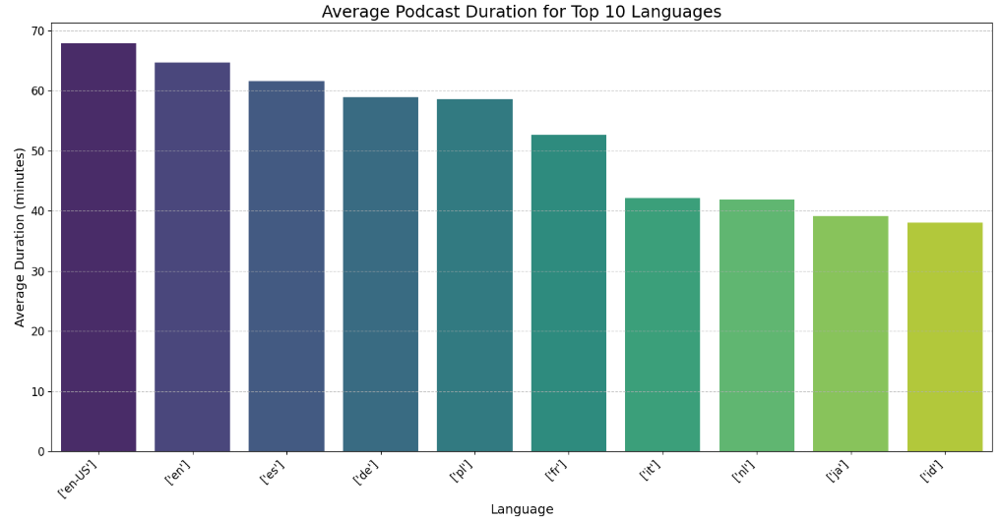 Average Podcast Duration for Top 10 Languages
Average Duration (minutes)
70
60
50
40
30
20
10
0
['en-US']
['en']
['es']
['de']
['pl']
['fr']
['it']
['nl']
['ja']
['id']
Language